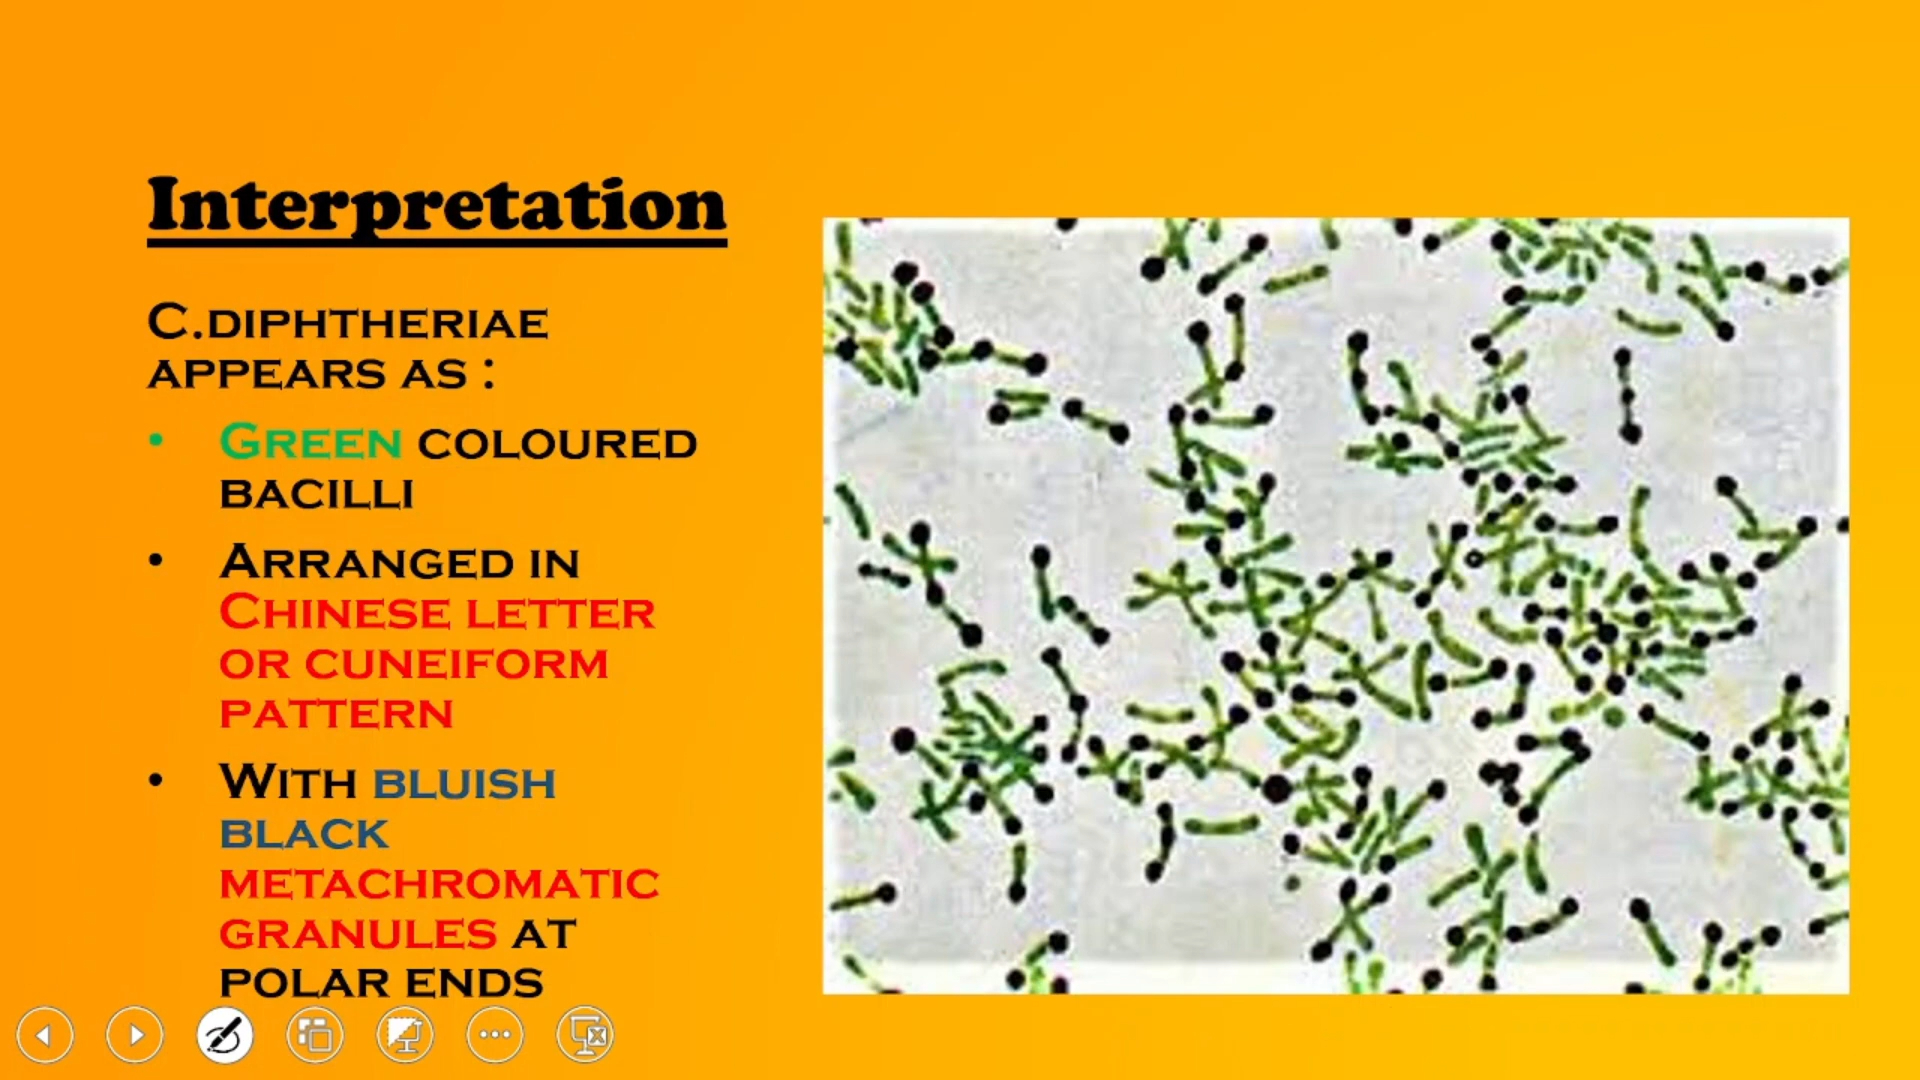 Interpretation
C.diphtheriae
appears as :
• Green coloured
bacilli
• Arranged in
Chinese letter
or cuneiform
pattern
• With bluish
black
metachromatic
granules at
polar ends